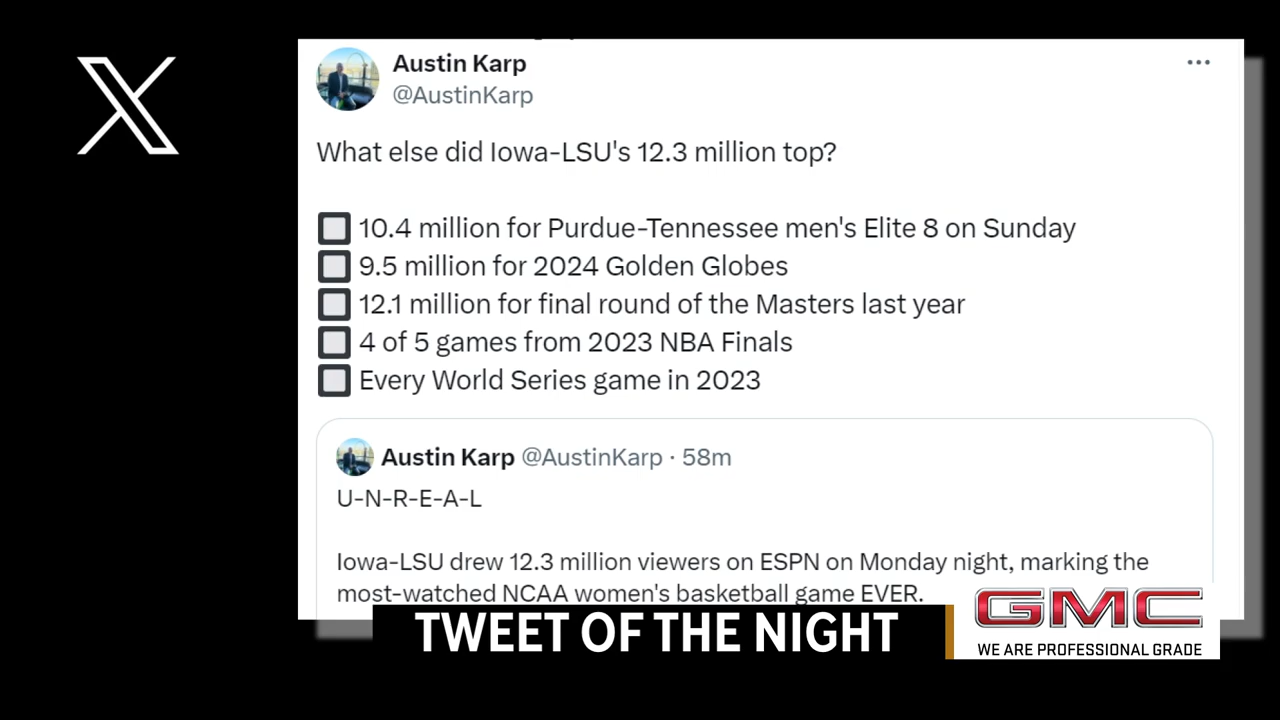 Austin Karp
@AustinKarp
What else did Iowa-LSU's 12.3 million top?
10.4 million for Purdue-Tennessee men's Elite 8 on Sunday
9.5 million for 2024 Golden Globes
12.1 million for final round of the Masters last year
4 of 5 games from 2023 NBA Finals
Every World Series game in 2023
Austin Karp @AustinKarp · 58m
U-N-R-E-A-L
Iowa-LSU drew 12.3 million viewers on ESPN on Monday night, marking the
most-watched NCAA women's basketball game EVER.
TWEET OF THE NIGHT
GMC
WE ARE PROFESSIONAL GRADE